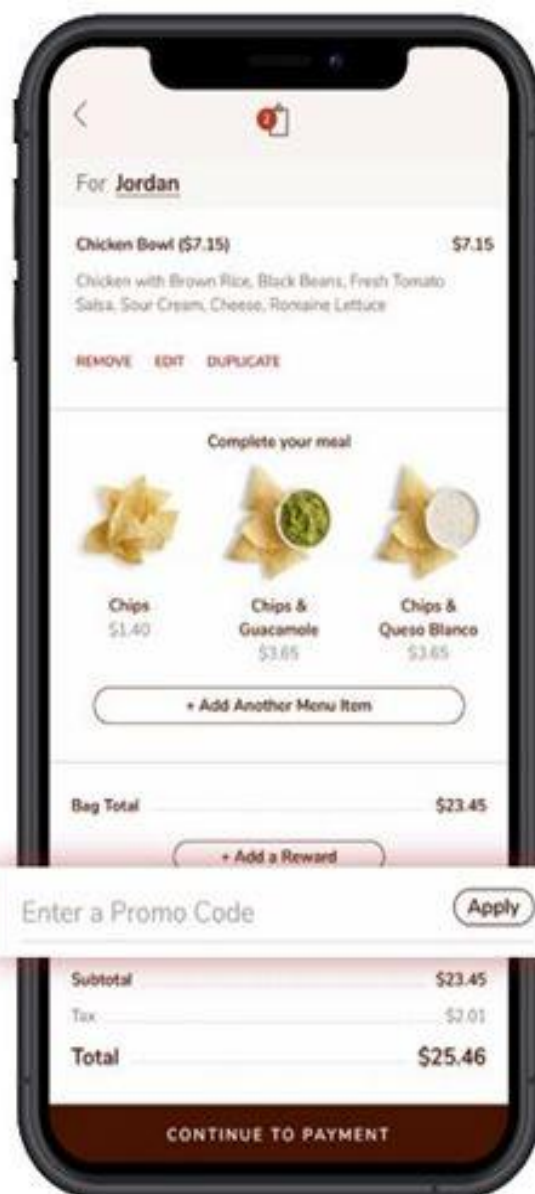 2
For Jordan
Chicken Bowl ($7.15) $7.15
Chicken with Brown Rice, Black Beans, Fresh Tomato
Salsa, Sour Cream, Cheese, Romaine Lettuce
REMOVE EDIT DUPLICATE
Complete your meal
Chips Chips & Chips &
$1.40 Guacamole Queso Blanco
$3.65 $3.65
+ Add Another Menu Item
Bag Total $23.45
+ Add a Reward
Enter a Promo Code Apply
Subtotal $23.45
Tax $2.01
Total $25.46
CONTINUE TO PAYMENT